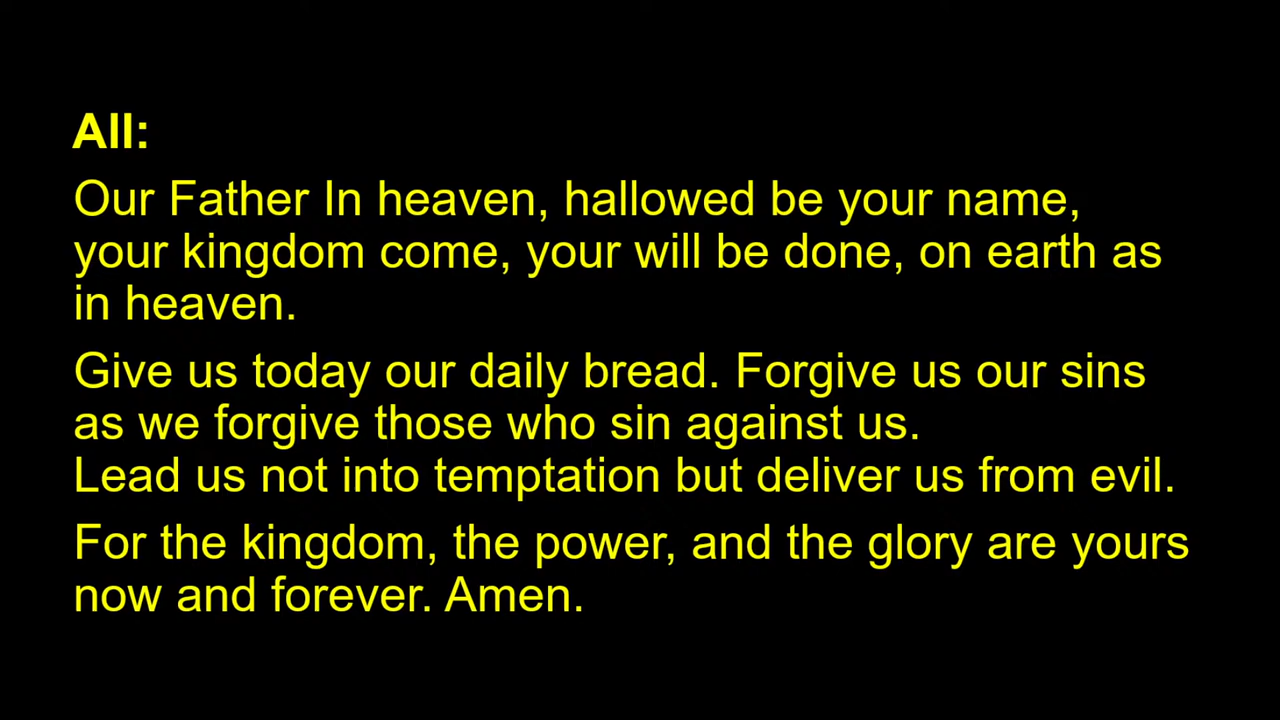 All:
Our Father In heaven, hallowed be your name,
your kingdom come, your will be done, on earth as
in heaven.
Give us today our daily bread. Forgive us our sins
as we forgive those who sin against us.
Lead us not into temptation but deliver us from evil.
For the kingdom, the power, and the glory are yours
now and forever. Amen.